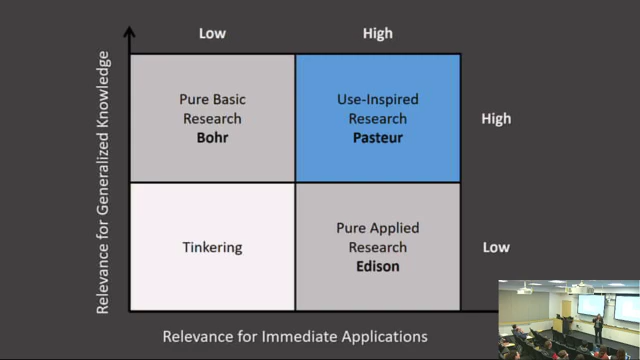 Low
High
Relevance for Generalized Knowledge
Pure Basic
Research
Bohr
Use-Inspired
Research
Pasteur
High
Tinkering
Pure Applied
Research
Edison
Low
Relevance for Immediate Applications